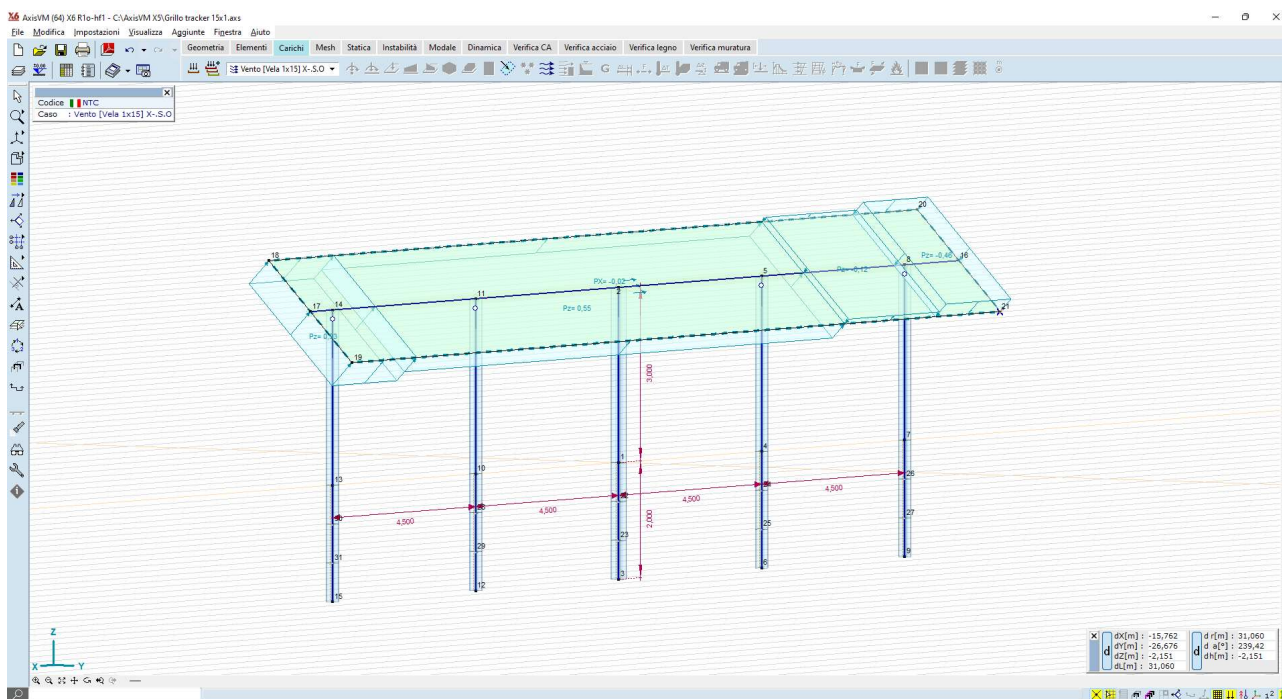 AxisVM (64) X6 R1o-hf1 - C:\AxisVM X5\Grillo tracker 15x1.axs
File Modifica Impostazioni Visualizza Aggiunte Finestra Aiuto
Geometria Elementi Carichi Mesh Statica Instabilità Modale Dinamica Verifica CA Verifica acciaio Verifica legno Verifica muratura
Vento [Vela 1x15] X-.S.O
Codice NTC
Caso : Vento [Vela 1x15] X-.S.O
20
18
8
16
Pz= -0,46
5
Pz= -0,12
PX= -0,02
2
11
17
14
Pz= 0,55
21
19
3,000
7
4
1
10
13
26
4,500
4,500
4,500
4,500
2,000
27
25
23
29
31
9
6
3
12
15
Z
X
Y
d
dX[m] : -15,762
dY[m] : -26,676
dZ[m] : -2,151
dL[m] : 31,060
d
d r[m] : 31,060
d a[°] : 239,42
d h[m] : -2,151